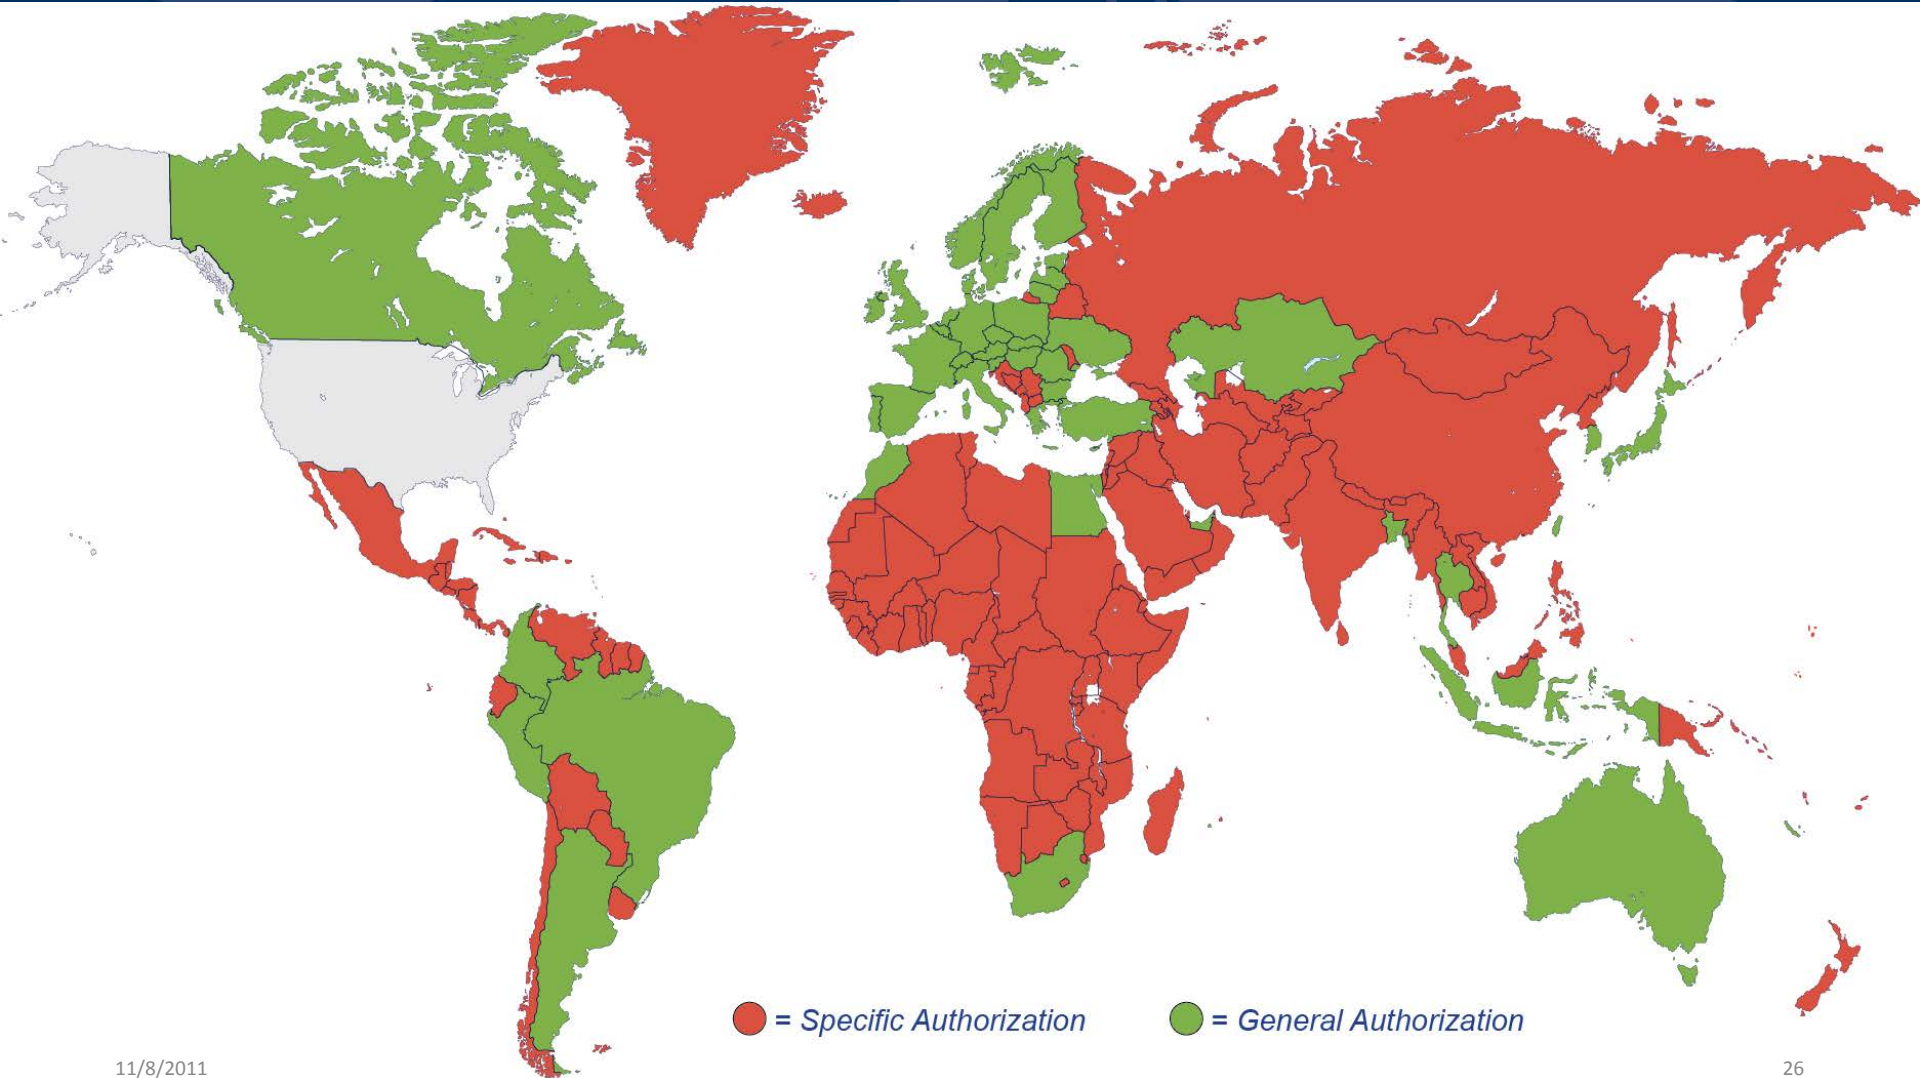 = Specific Authorization
= General Authorization
11/8/2011
26